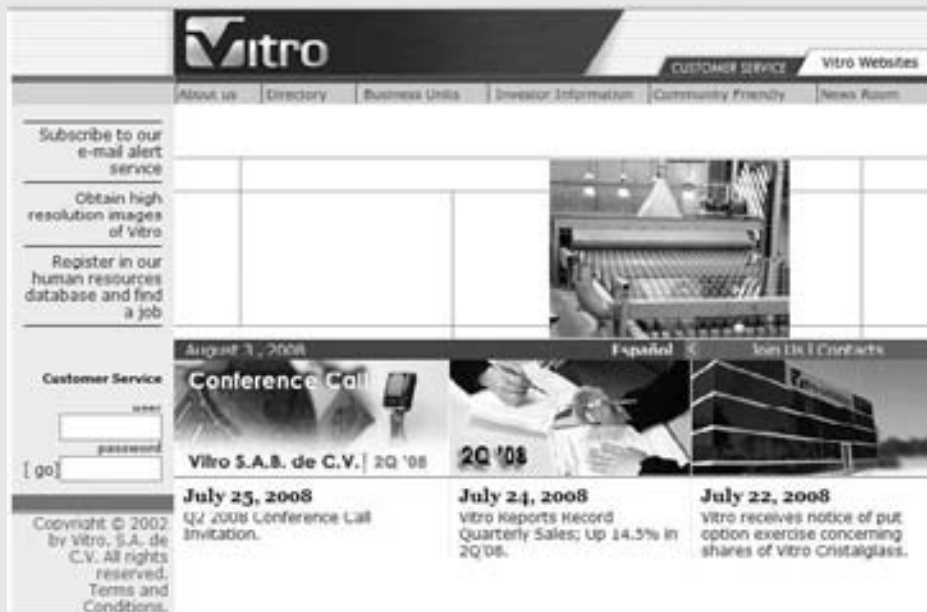 Vitro
CUSTOMER SERVICE
Vitro Websites
About us
Directory
Business Units
Investor Information
Community Friendly
News Room
Subscribe to our
e-mail alert
service
Obtain high
resolution images
of Vitro
Register in our
human resources
database and find
a job
August 3, 2008
Español <
Join Us | Contacts
Customer Service
user
password
[ go]
Conference Call
Vitro S.A.B. de C.V.| 2Q '08
2Q '08
July 25, 2008
Q2 2008 Conference Call
Invitation.
July 24, 2008
Vitro Reports Record
Quarterly Sales; Up 14.5% in
2Q'08.
July 22, 2008
Vitro receives notice of put
option exercise concerning
shares of Vitro Cristalglass.
Copyright © 2002
by Vitro, S.A. de
C.V. All rights
reserved.
Terms and
Conditions.